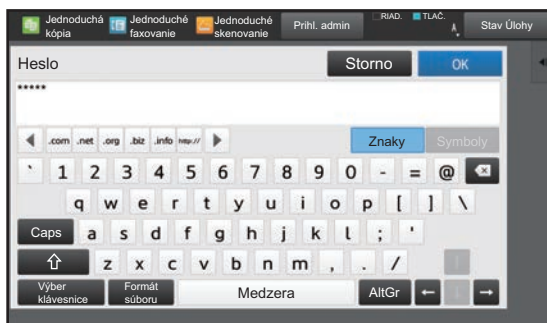 Jednoduchá kópia
Jednoduché faxovanie
Jednoduché skenovanie
Prihl. admin
RIAD.
TLAČ.
Stav Úlohy
Heslo
Storno
OK
*****
.com .net .org .biz .info http://
Znaky
Symboly
` 1 2 3 4 5 6 7 8 9 0 - = @
q w e r t y u i o p [ ] \
Caps a s d f g h j k l ; '
z x c v b n m , . /
Výber klávesnice
Formát súboru
Medzera
AltGr